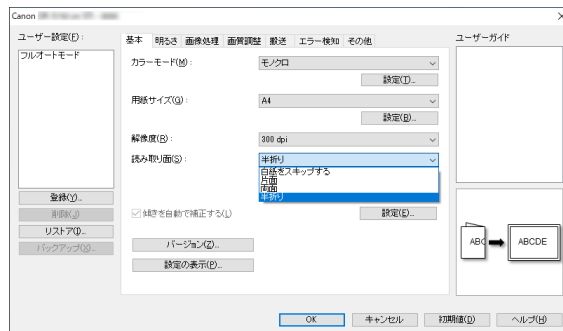 Canon
ユーザー設定(F):
フルオートモード
登録(Y)...
削除(J)
リストア(I)...
バックアップ(X)...
基本 明るさ 画像処理 画質調整 搬送 エラー検知 その他
カラーモード(M):
モノクロ
設定(T)...
用紙サイズ(G):
A4
設定(B)...
解像度(R):
300 dpi
読み取り面(S):
半折り
白紙をスキップする
片面
両面
半折り
傾きを自動で補正する(L)
設定(E)...
バージョン(Z)...
設定の表示(P)...
ユーザーガイド
ABC
ABCDE
OK キャンセル 初期値(D) ヘルプ(H)